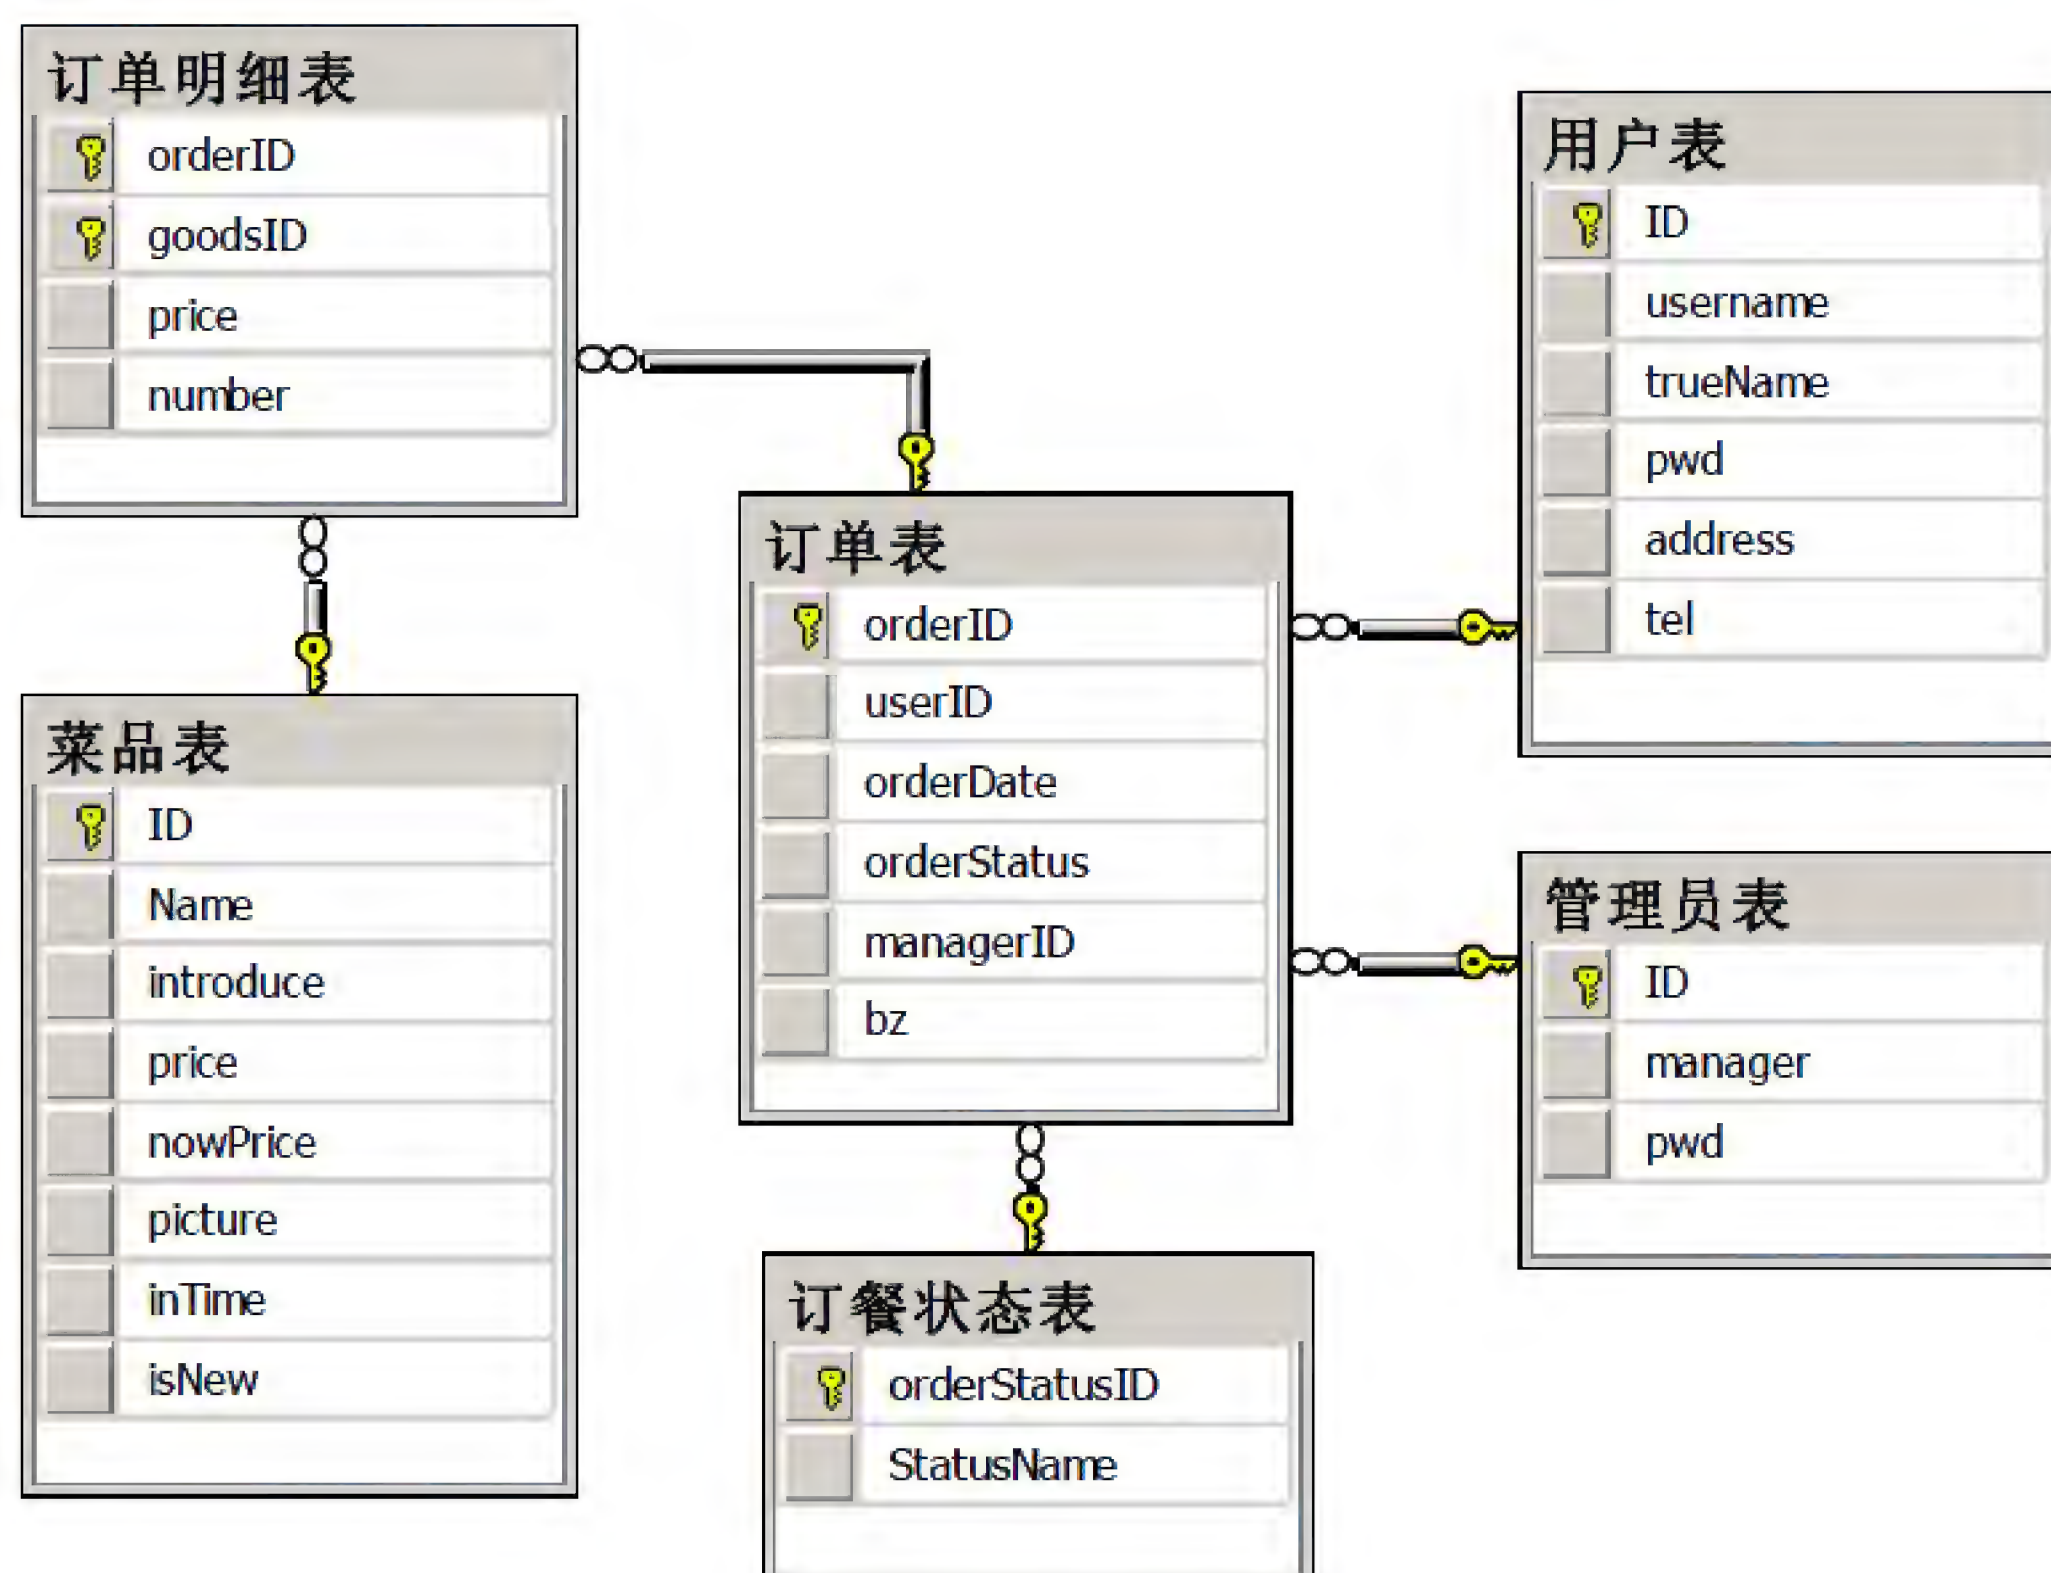 订单明细表
orderID
goodsID
price
number
菜品表
ID
Name
introduce
price
nowPrice
picture
inTime
isNew
订单表
orderID
userID
orderDate
orderStatus
managerID
bz
订餐状态表
orderStatusID
StatusName
用户表
ID
username
trueName
pwd
address
tel
管理员表
ID
manager
pwd